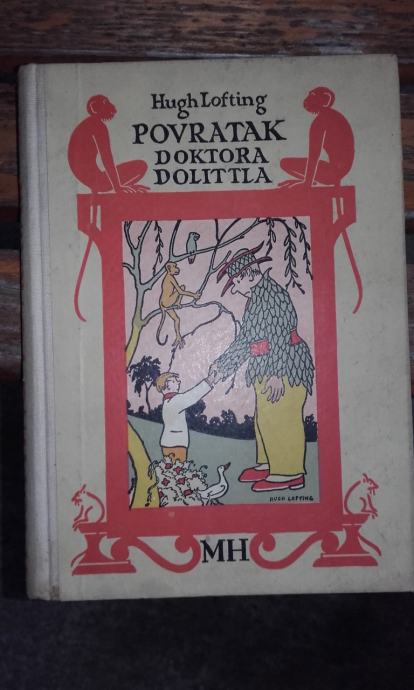 Hugh Lofting
POVRATAK
DOKTORA
DOLITTLA
HUGH LOFTING
MH